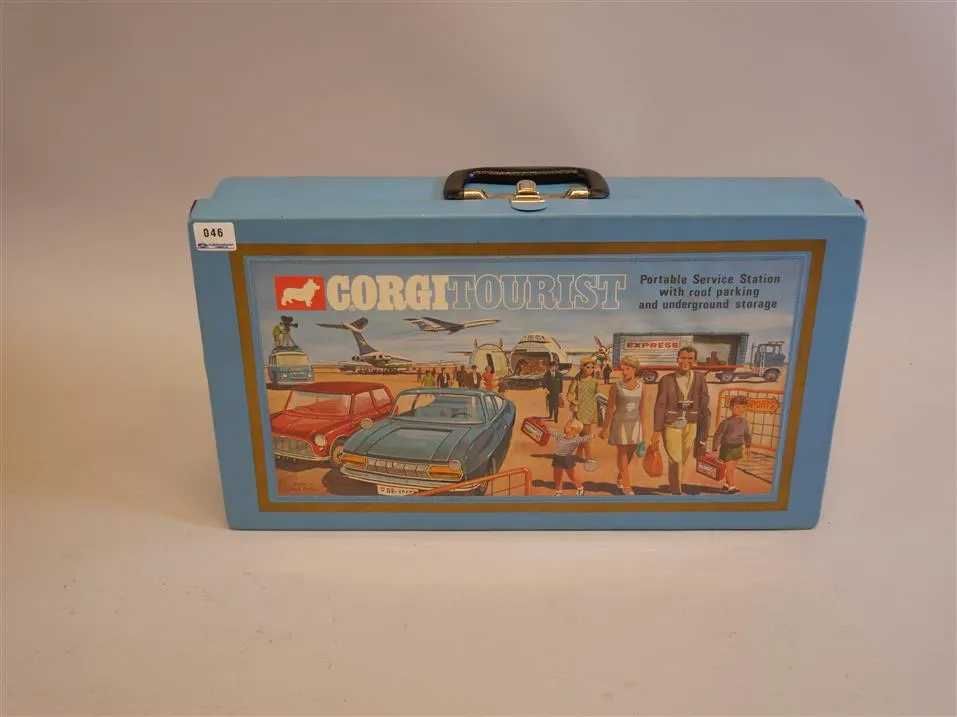 046
CORGI TOURIST
Portable Service Station
with roof parking
and underground storage
EXPRESS